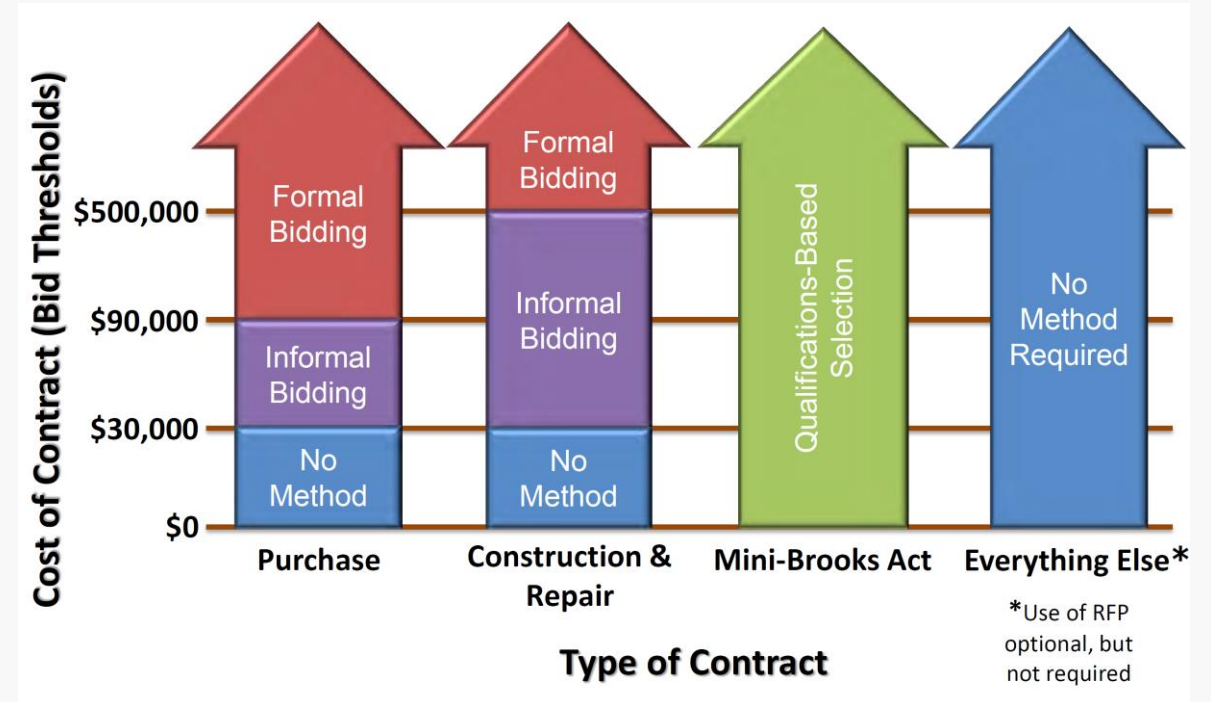 Cost of Contract (Bid Thresholds)
$500,000
$90,000
$30,000
$0
Formal
Bidding
Informal
Bidding
No
Method
Formal
Bidding
Informal
Bidding
No
Method
Qualifications-Based
Selection
No
Method
Required
Purchase
Construction &
Repair
Mini-Brooks Act
Everything Else*
*Use of RFP
optional, but
not required
Type of Contract